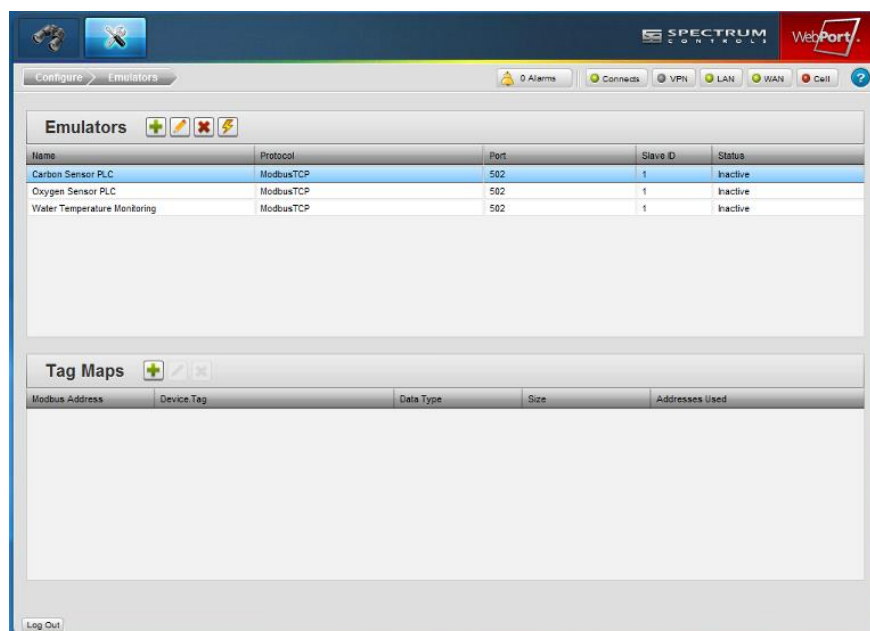 SPECTRUM
CONTROLS
WebPort.
Configure Emulators 0 Alarms Connects VPN LAN WAN Cell ?
Emulators
Name Protocol Port Slave ID Status
Carbon Sensor PLC ModbusTCP 502 1 Inactive
Oxygen Sensor PLC ModbusTCP 502 1 Inactive
Water Temperature Monitoring ModbusTCP 502 1 Inactive
Tag Maps
Modbus Address Device.Tag Data Type Size Addresses Used
Log Out